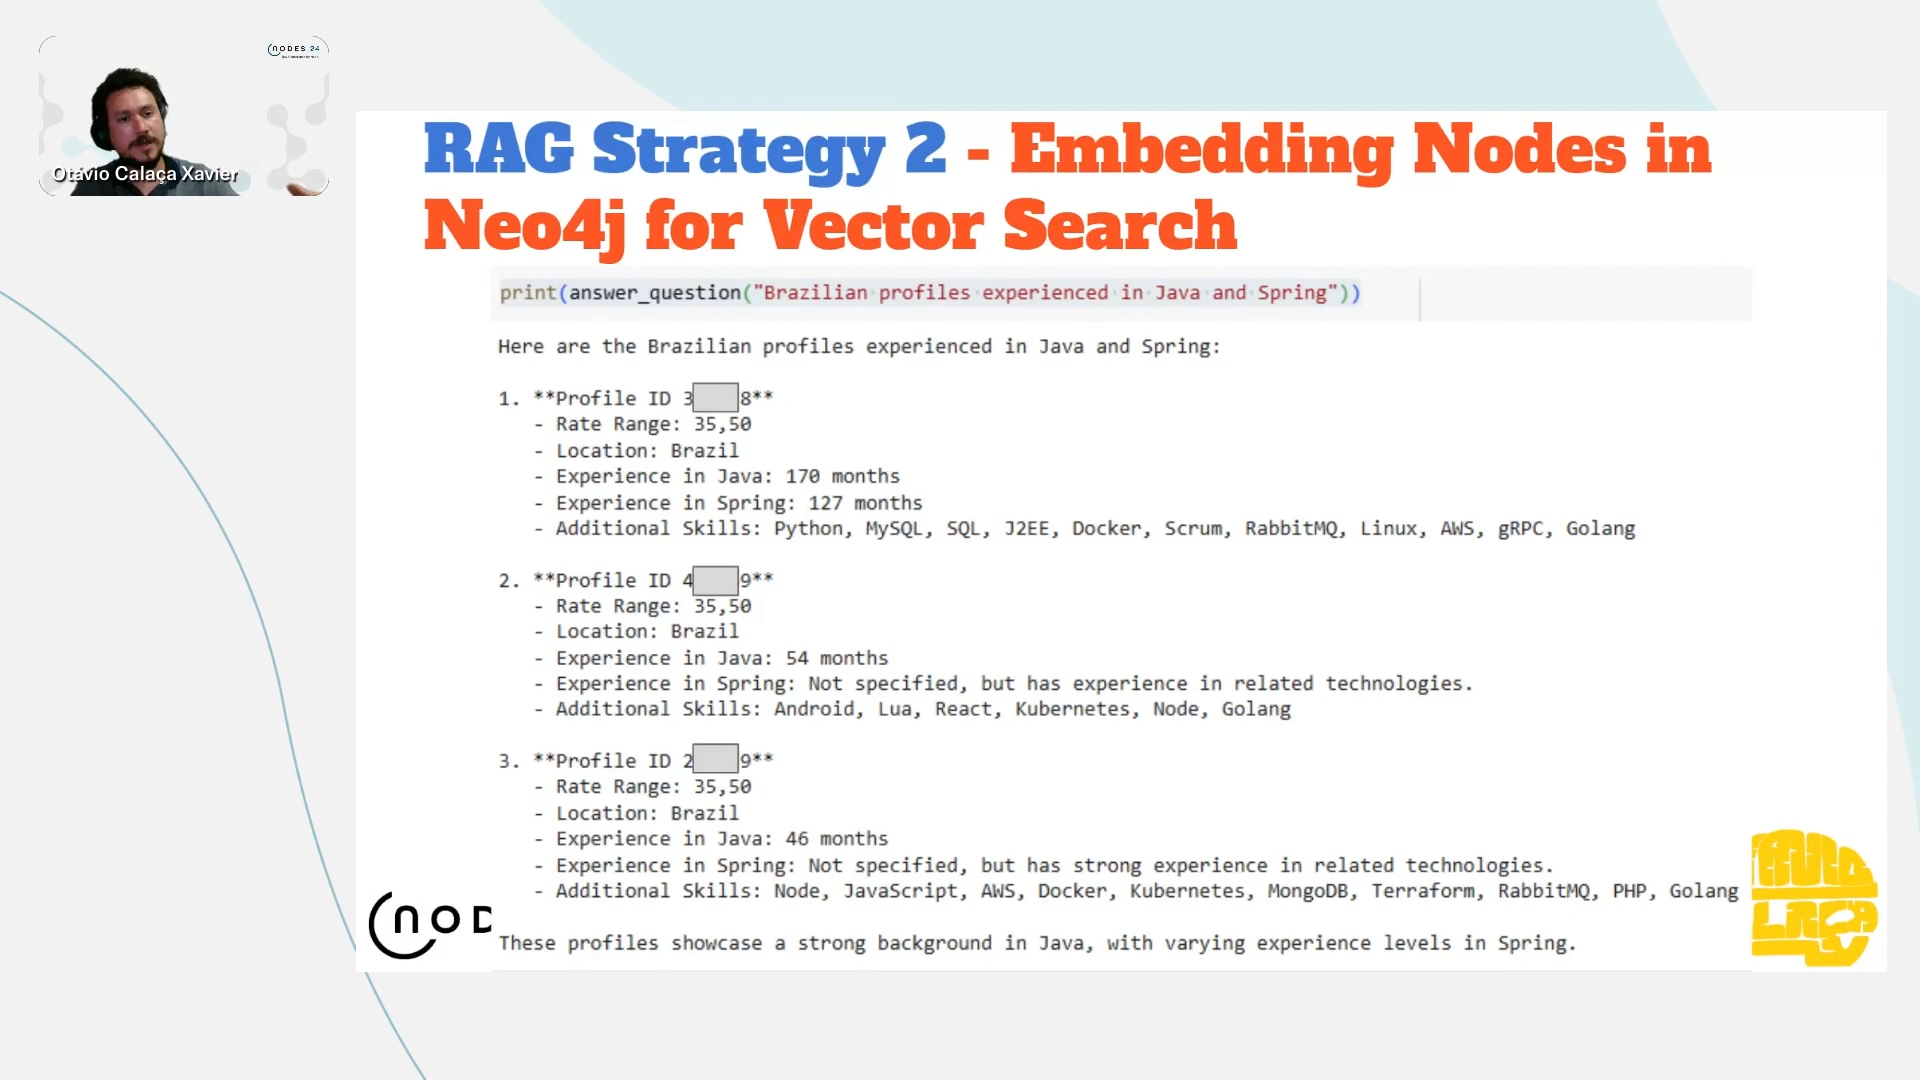 NODES 24
Otávio Calaça Xavier
RAG Strategy 2 - Embedding Nodes in
Neo4j for Vector Search
print(answer_question("Brazilian profiles experienced in Java and Spring"))
Here are the Brazilian profiles experienced in Java and Spring:
1. **Profile ID 3 8**
- Rate Range: 35,50
- Location: Brazil
- Experience in Java: 170 months
- Experience in Spring: 127 months
- Additional Skills: Python, MySQL, SQL, J2EE, Docker, Scrum, RabbitMQ, Linux, AWS, gRPC, Golang
2. **Profile ID 4 9**
- Rate Range: 35,50
- Location: Brazil
- Experience in Java: 54 months
- Experience in Spring: Not specified, but has experience in related technologies.
- Additional Skills: Android, Lua, React, Kubernetes, Node, Golang
3. **Profile ID 2 9**
- Rate Range: 35,50
- Location: Brazil
- Experience in Java: 46 months
- Experience in Spring: Not specified, but has strong experience in related technologies.
- Additional Skills: Node, JavaScript, AWS, Docker, Kubernetes, MongoDB, Terraform, RabbitMQ, PHP, Golang
These profiles showcase a strong background in Java, with varying experience levels in Spring.
NOD